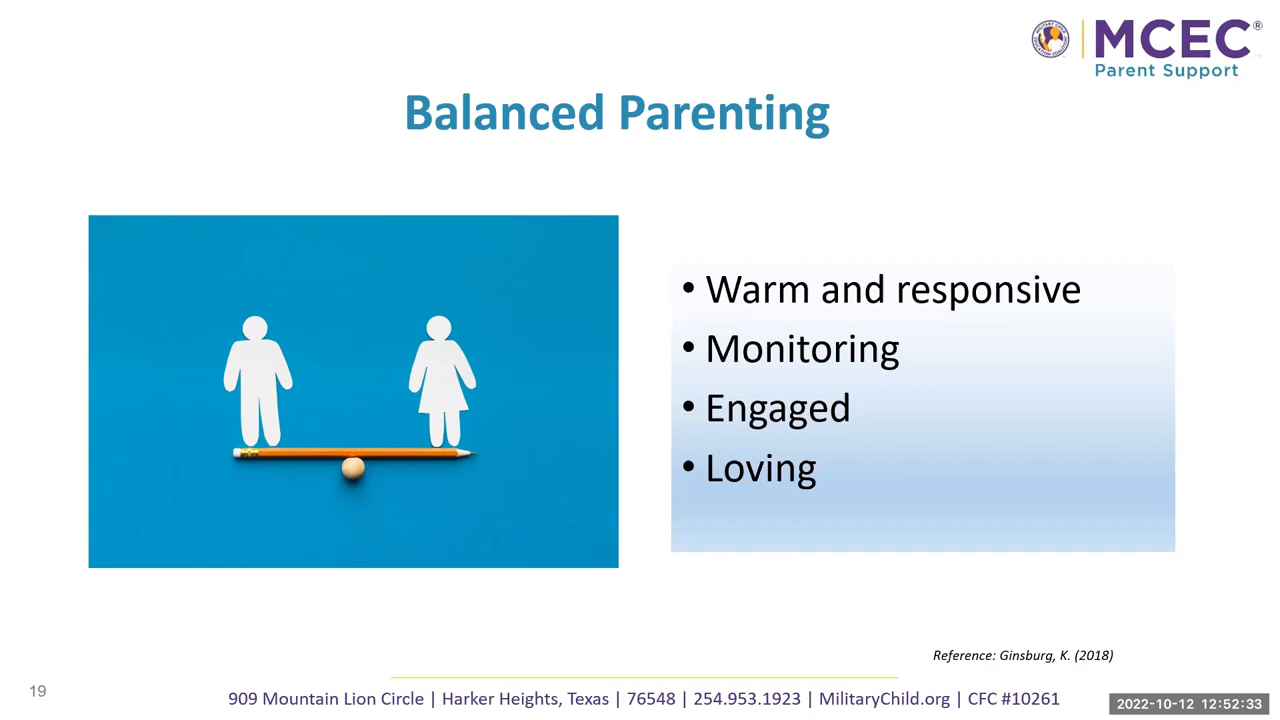 MCEC®
Parent Support
Balanced Parenting
• Warm and responsive
• Monitoring
• Engaged
• Loving
Reference: Ginsburg, K. (2018)
19
909 Mountain Lion Circle | Harker Heights, Texas | 76548 | 254.953.1923 | MilitaryChild.org | CFC #10261
2022-10-12 12:52:33